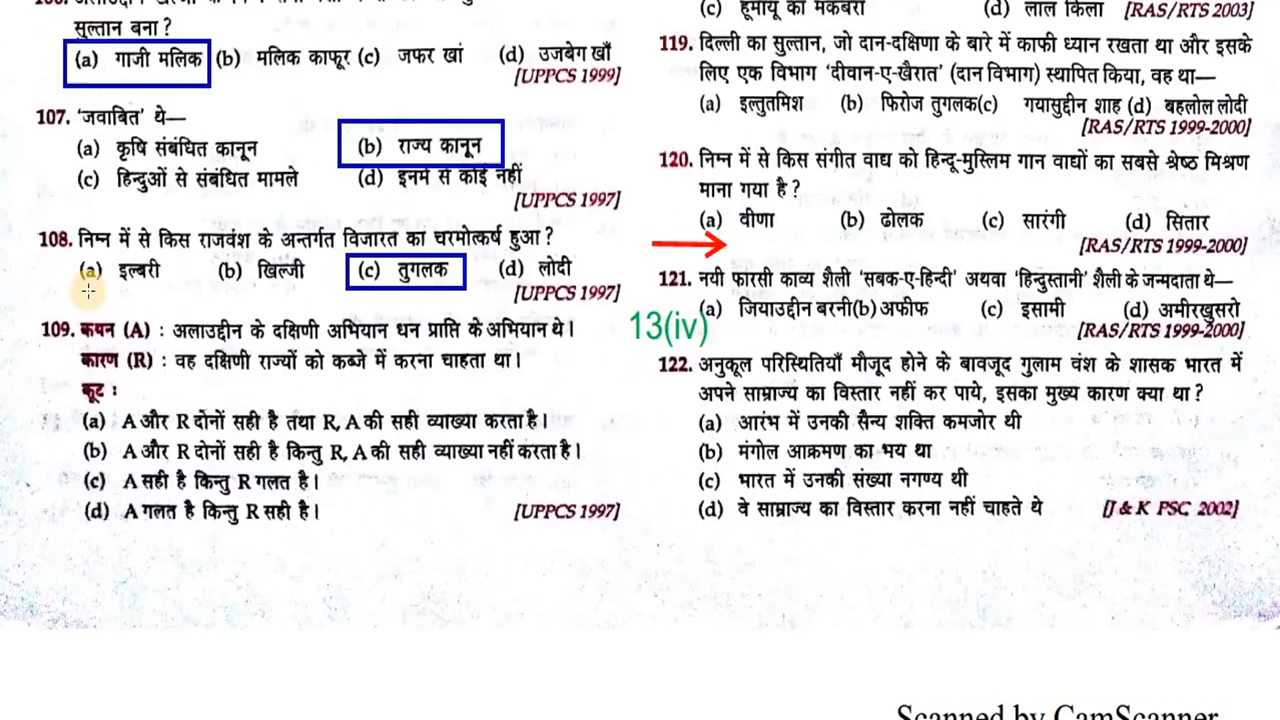 सुल्तान बना?
(a) गाजी मलिक (b) मलिक काफूर (c) जफर खां (d) उजबेग खाँ
[UPPCS 1999]
107. 'जवाबित' थे—
(a) कृषि संबंधित कानून (b) राज्य कानून
(c) हिन्दुओं से संबंधित मामले (d) इनमें से कोई नहीं
[UPPCS 1997]
108. निम्न में से किस राजवंश के अन्तर्गत विजारत का चरमोत्कर्ष हुआ?
(a) इल्बरी (b) खिल्जी (c) तुगलक (d) लोदी
[UPPCS 1997]
109. कथन (A) : अलाउद्दीन के दक्षिणी अभियान धन प्राप्ति के अभियान थे।
कारण (R) : वह दक्षिणी राज्यों को कब्जे में करना चाहता था।
कूट :
(a) A और R दोनों सही है तथा R, A की सही व्याख्या करता है।
(b) A और R दोनों सही है किन्तु R, A की सही व्याख्या नहीं करता है।
(c) A सही है किन्तु R गलत है।
(d) A गलत है किन्तु R सही है।
[UPPCS 1997]
(c) हूमायू का मकबरा (d) लाल किला [RAS/RTS 2003]
119. दिल्ली का सुल्तान, जो दान-दक्षिणा के बारे में काफी ध्यान रखता था और इसके
लिए एक विभाग 'दीवान-ए-खैरात' (दान विभाग) स्थापित किया, वह था—
(a) इल्तुतमिश (b) फिरोज तुगलक(c) गयासुद्दीन शाह (d) बहलोल लोदी
[RAS/RTS 1999-2000]
120. निम्न में से किस संगीत वाद्य को हिन्दू-मुस्लिम गान वाद्यों का सबसे श्रेष्ठ मिश्रण
माना गया है?
(a) वीणा (b) ढोलक (c) सारंगी (d) सितार
[RAS/RTS 1999-2000]
121. नयी फारसी काव्य शैली 'सबक-ए-हिन्दी' अथवा 'हिन्दुस्तानी' शैली के जन्मदाता थे—
(a) जियाउद्दीन बरनी(b) अफीफ (c) इसामी (d) अमीरखुसरो
13(iv)
[RAS/RTS 1999-2000]
122. अनुकूल परिस्थितियाँ मौजूद होने के बावजूद गुलाम वंश के शासक भारत में
अपने साम्राज्य का विस्तार नहीं कर पाये, इसका मुख्य कारण क्या था?
(a) आरंभ में उनकी सैन्य शक्ति कमजोर थी
(b) मंगोल आक्रमण का भय था
(c) भारत में उनकी संख्या नगण्य थी
(d) वे साम्राज्य का विस्तार करना नहीं चाहते थे [J & K PSC, 2002]
Scanned by CamScanner